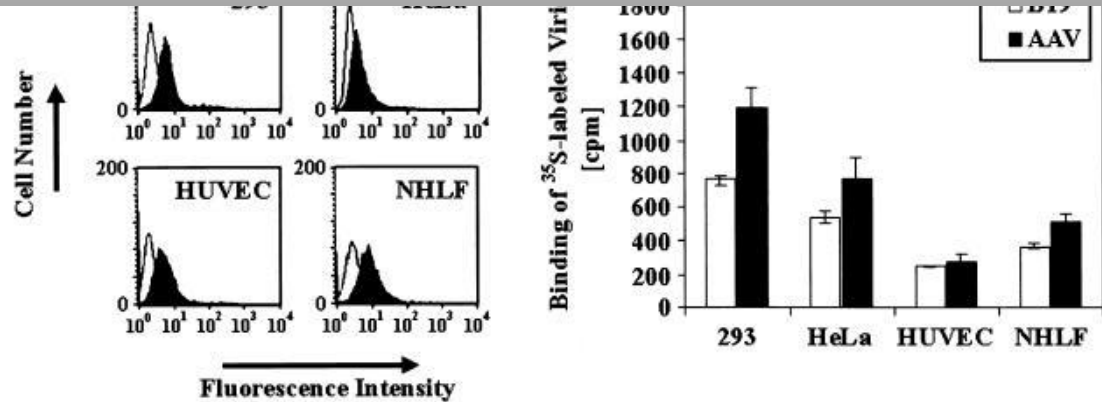 Cell Number
0
10⁰ 10¹ 10² 10³ 10⁴
0
10⁰ 10¹ 10² 10³ 10⁴
200
HUVEC
0
10⁰ 10¹ 10² 10³ 10⁴
200
NHLF
0
10⁰ 10¹ 10² 10³ 10⁴
Fluorescence Intensity
Binding of ³⁵S-labeled
[cpm]
1800
1600
1400
1200
1000
800
600
400
200
0
AAV
293 HeLa HUVEC NHLF